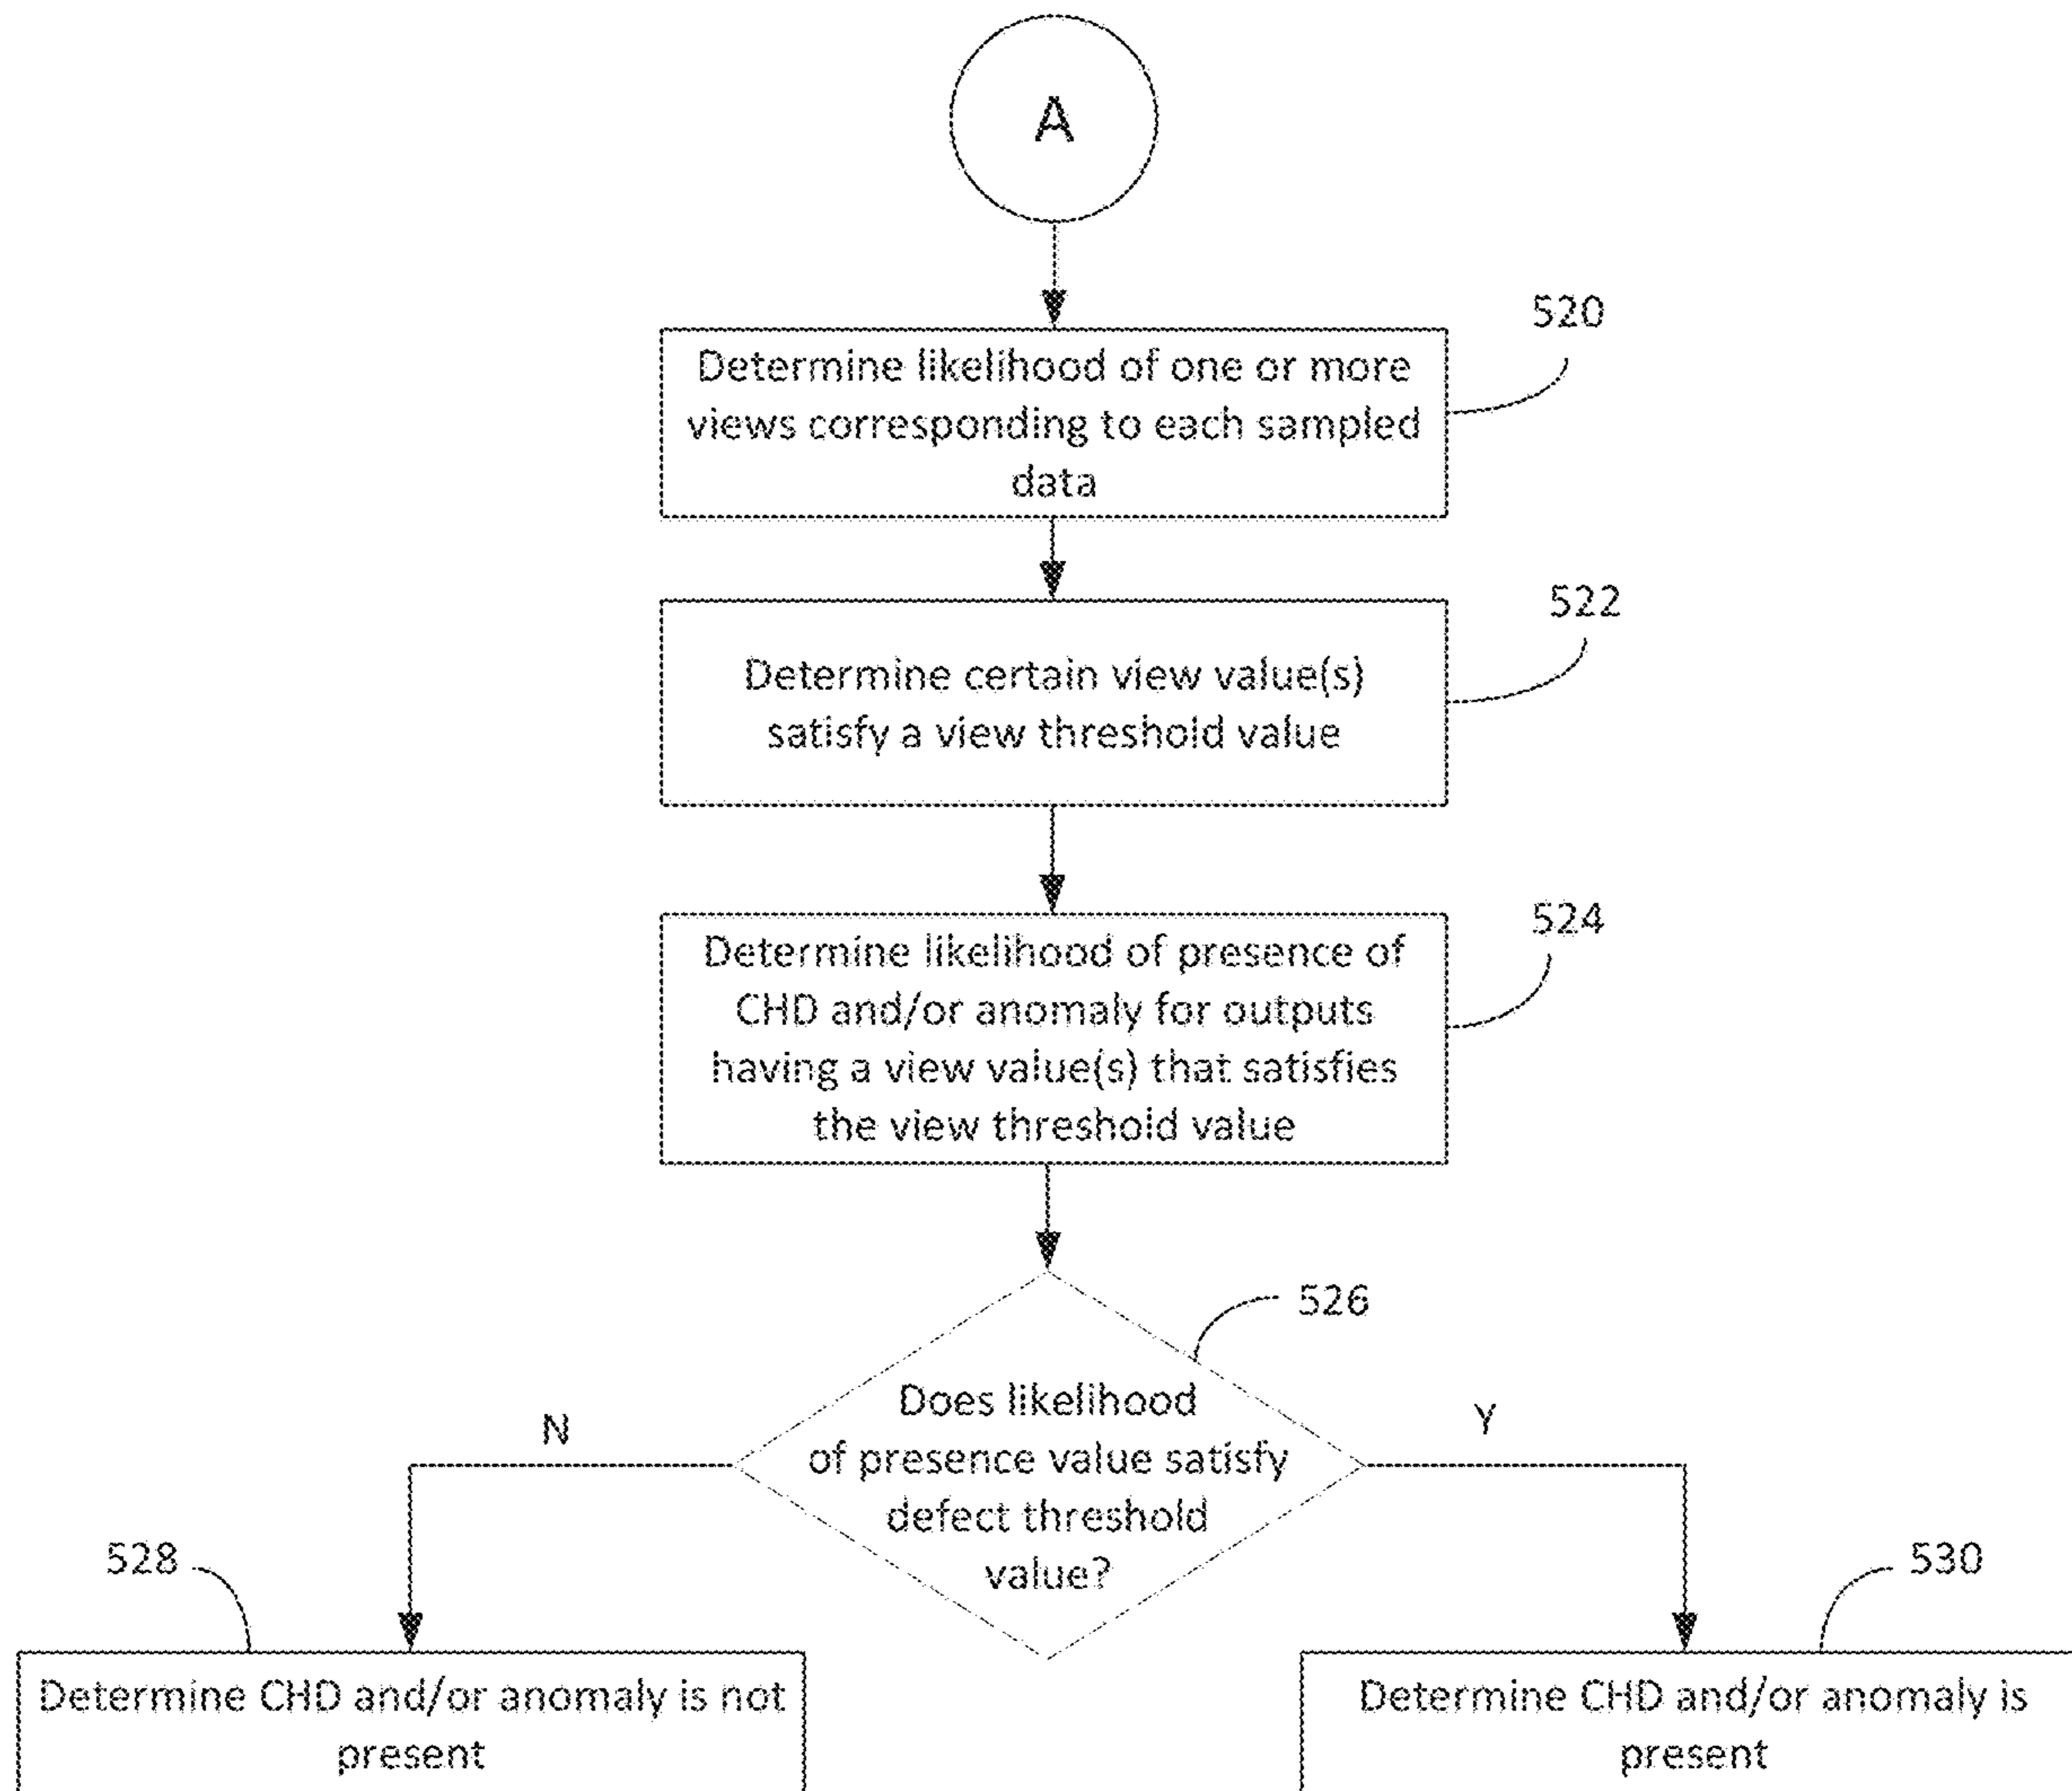 A
520
Determine likelihood of one or more
views corresponding to each sampled
data
522
Determine certain view value(s)
satisfy a view threshold value
524
Determine likelihood of presence of
CHD and/or anomaly for outputs
having a view value(s) that satisfies
the view threshold value
526
Does likelihood
of presence value satisfy
defect threshold
value?
N
Y
528
Determine CHD and/or anomaly is not
present
530
Determine CHD and/or anomaly is
present